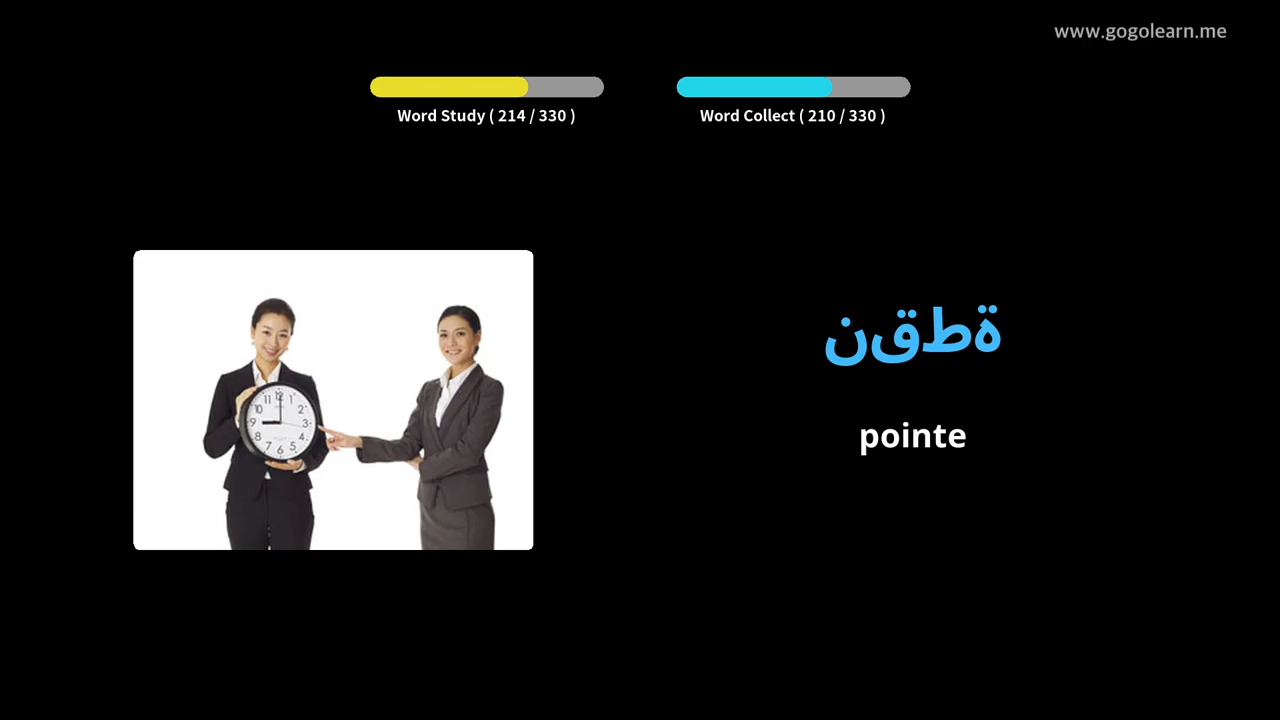 www.gogolearn.me
Word Study ( 214 / 330 )
Word Collect ( 210 / 330 )
نقطة
pointe